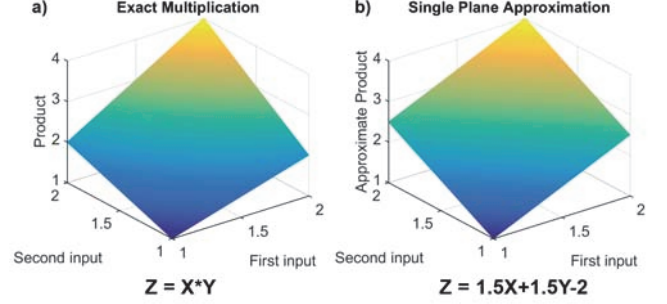 a)
Exact Multiplication
4
3
2
1
Product
2
1.5
1
1
1.5
2
Second input
First input
Z = X*Y
b)
Single Plane Approximation
4
3
2
1
Approximate Product
2
1.5
1
1
1.5
2
Second input
First input
Z = 1.5X+1.5Y-2